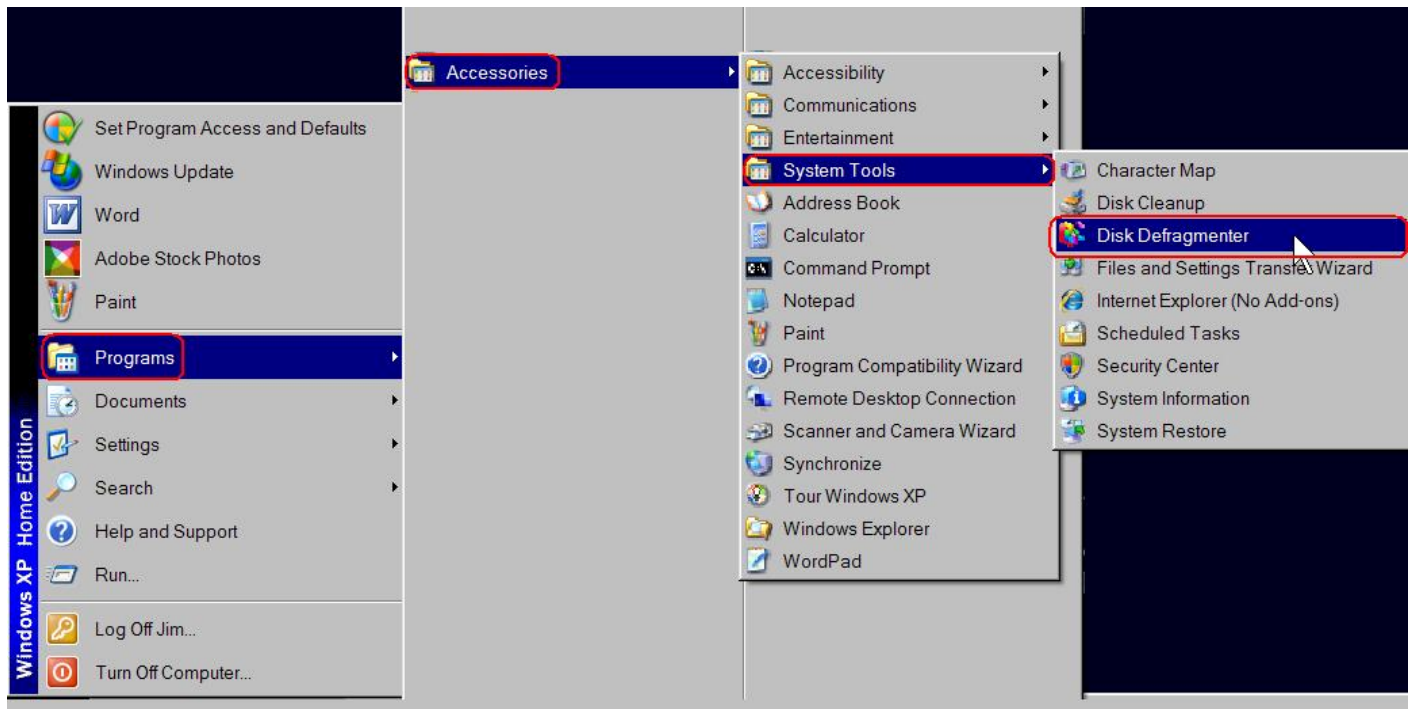 Set Program Access and Defaults
Windows Update
Word
Adobe Stock Photos
Paint
Programs
Documents
Settings
Search
Help and Support
Run...
Log Off Jim...
Turn Off Computer...
Windows XP Home Edition
Accessories
Accessibility
Communications
Entertainment
System Tools
Address Book
Calculator
Command Prompt
Notepad
Paint
Program Compatibility Wizard
Remote Desktop Connection
Scanner and Camera Wizard
Synchronize
Tour Windows XP
Windows Explorer
WordPad
Character Map
Disk Cleanup
Disk Defragmenter
Files and Settings Transfer Wizard
Internet Explorer (No Add-ons)
Scheduled Tasks
Security Center
System Information
System Restore